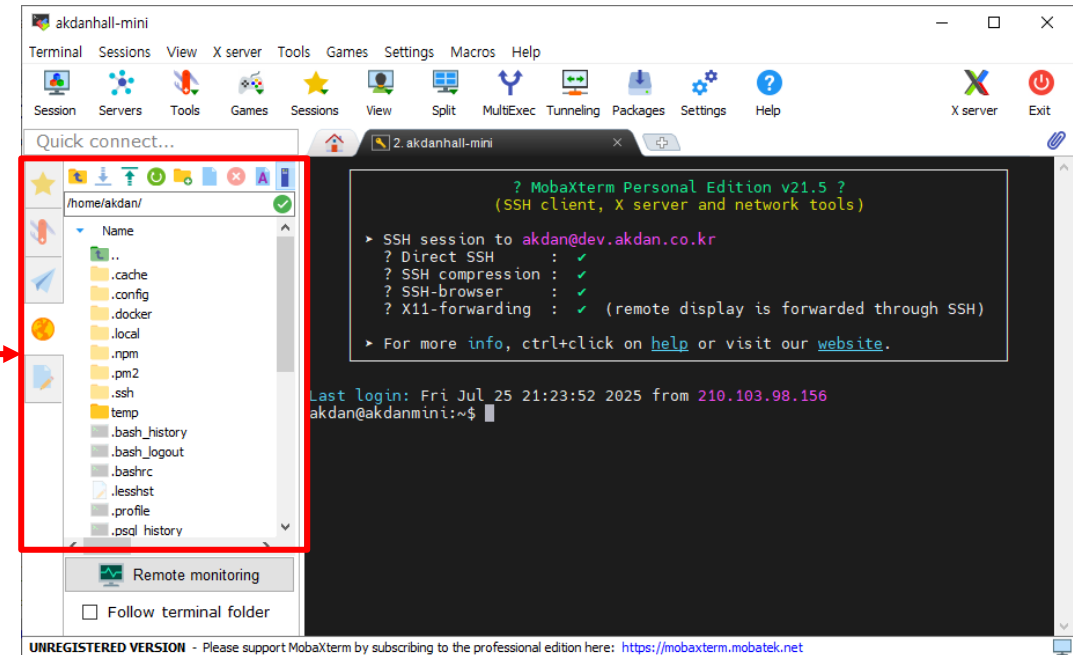 akdanhall-mini
Terminal Sessions View X server Tools Games Settings Macros Help
Session Servers Tools Games Sessions View Split MultiExec Tunneling Packages Settings Help X server Exit
Quick connect...
2. akdanhall-mini
/home/akdan/
Name
..
.cache
.config
.docker
.local
.npm
.pm2
.ssh
temp
.bash_history
.bash_logout
.bashrc
.lesshst
.profile
.psql_history
Remote monitoring
Follow terminal folder
? MobaXterm Personal Edition v21.5 ?
(SSH client, X server and network tools)
➤ SSH session to akdan@dev.akdan.co.kr
? Direct SSH : ✔
? SSH compression : ✔
? SSH-browser : ✔
? X11-forwarding : ✔ (remote display is forwarded through SSH)
➤ For more info, ctrl+click on help or visit our website.
Last login: Fri Jul 25 21:23:52 2025 from 210.103.98.156
akdan@akdanmini:~$
UNREGISTERED VERSION - Please support MobaXterm by subscribing to the professional edition here: https://mobaxterm.mobatek.net